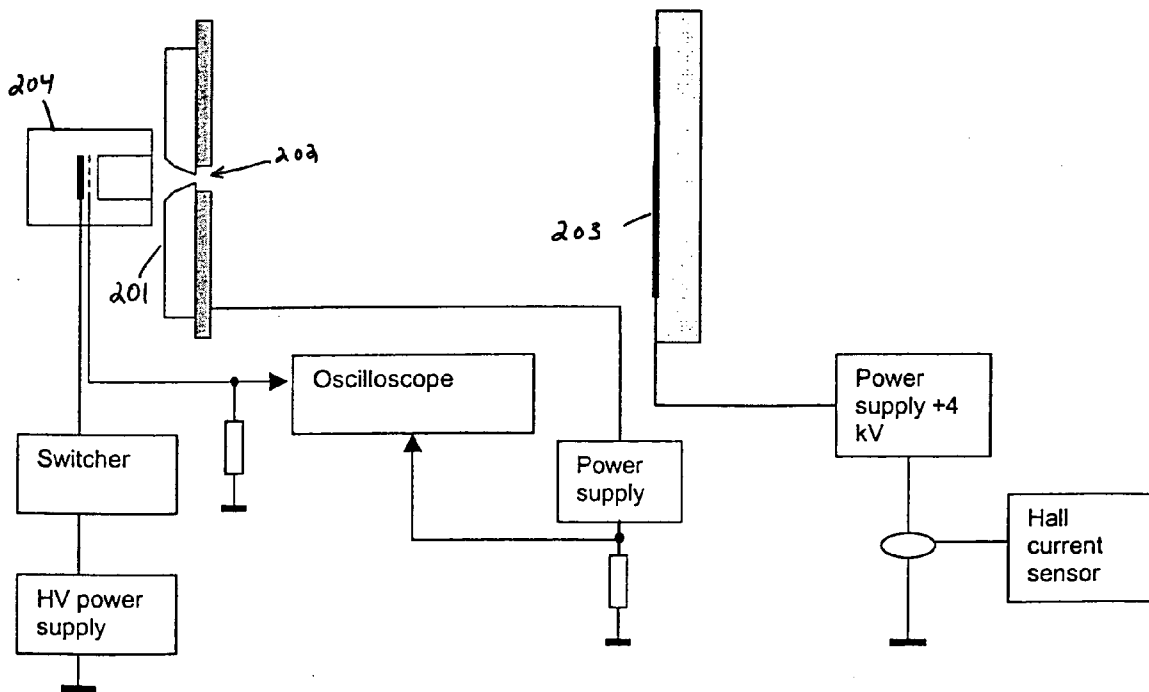 204
202
203
201
Oscilloscope
Power
supply +4
kV
Switcher
Power
supply
Hall
current
sensor
HV power
supply